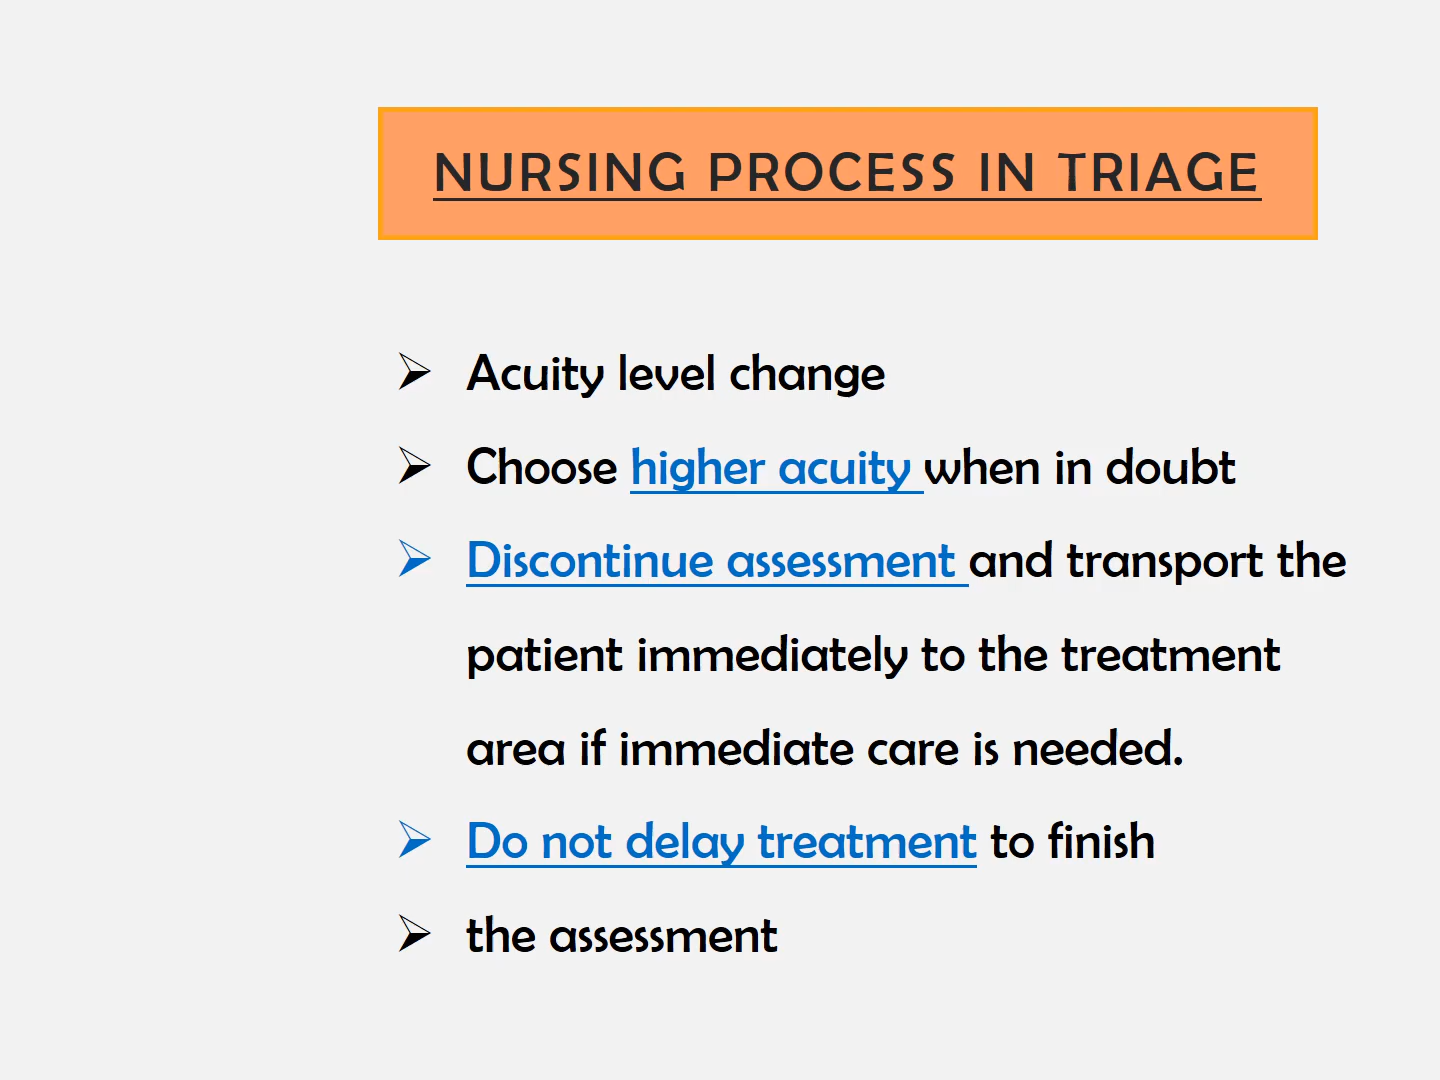 NURSING PROCESS IN TRIAGE
➢ Acuity level change
➢ Choose higher acuity when in doubt
➢ Discontinue assessment and transport the
patient immediately to the treatment
area if immediate care is needed.
➢ Do not delay treatment to finish
➢ the assessment